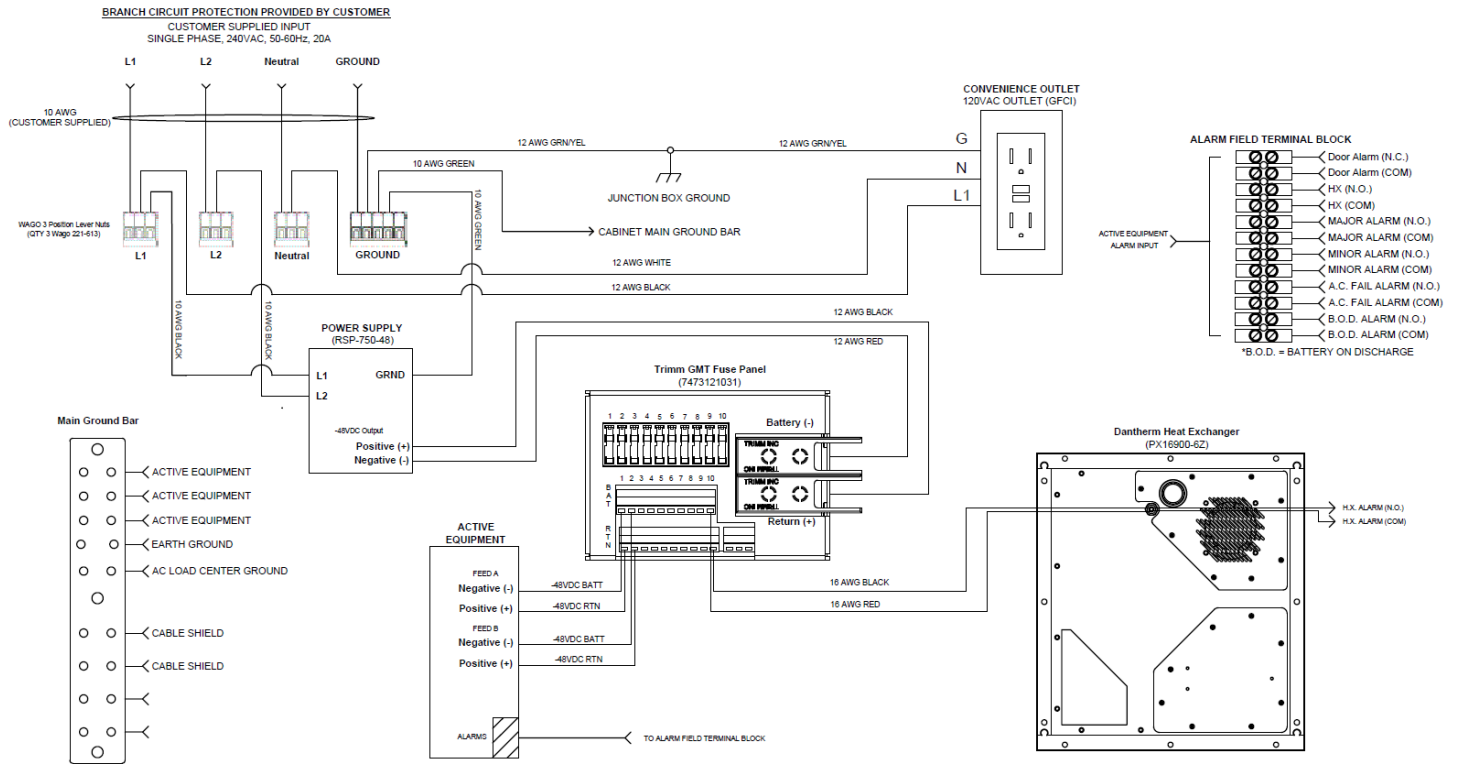 BRANCH CIRCUIT PROTECTION PROVIDED BY CUSTOMER
CUSTOMER SUPPLIED INPUT
SINGLE PHASE, 240VAC, 50-60Hz, 20A
L1
L2
Neutral
GROUND
10 AWG
(CUSTOMER SUPPLIED)
12 AWG GRN/YEL
12 AWG GRN/YEL
10 AWG GREEN
10 AWG GREEN
JUNCTION BOX GROUND
CABINET MAIN GROUND BAR
WAGO 3 Position Lever Nuts
(QTY 3 Wago 221-613)
L1
L2
Neutral
GROUND
12 AWG WHITE
12 AWG BLACK
10 AWG BLACK
10 AWG BLACK
CONVENIENCE OUTLET
120VAC OUTLET (GFCI)
G
N
L1
ALARM FIELD TERMINAL BLOCK
Door Alarm (N.C.)
Door Alarm (COM)
HX (N.O.)
HX (COM)
MAJOR ALARM (N.O.)
MAJOR ALARM (COM)
MINOR ALARM (N.O.)
MINOR ALARM (COM)
A.C. FAIL ALARM (N.O.)
A.C. FAIL ALARM (COM)
B.O.D. ALARM (N.O.)
B.O.D. ALARM (COM)
*B.O.D. = BATTERY ON DISCHARGE
ACTIVE EQUIPMENT
ALARM INPUT
POWER SUPPLY
(RSP-750-48)
L1
GRND
L2
-48VDC Output
Positive (+)
Negative (-)
12 AWG BLACK
12 AWG RED
Trimm GMT Fuse Panel
(7473121031)
1 2 3 4 5 6 7 8 9 10
Battery (-)
TRIMM INC
TRIMM INC
Return (+)
1 2 3 4 5 6 7 8 9 10
BAT
RTN
Main Ground Bar
ACTIVE EQUIPMENT
ACTIVE EQUIPMENT
ACTIVE EQUIPMENT
EARTH GROUND
AC LOAD CENTER GROUND
CABLE SHIELD
CABLE SHIELD
ACTIVE
EQUIPMENT
FEED A
Negative (-)
Positive (+)
FEED B
Negative (-)
Positive (+)
ALARMS
-48VDC BATT
-48VDC RTN
-48VDC BATT
-48VDC RTN
TO ALARM FIELD TERMINAL BLOCK
16 AWG BLACK
16 AWG RED
Dantherm Heat Exchanger
(PX16900-6Z)
H.X. ALARM (N.O.)
H.X. ALARM (COM)